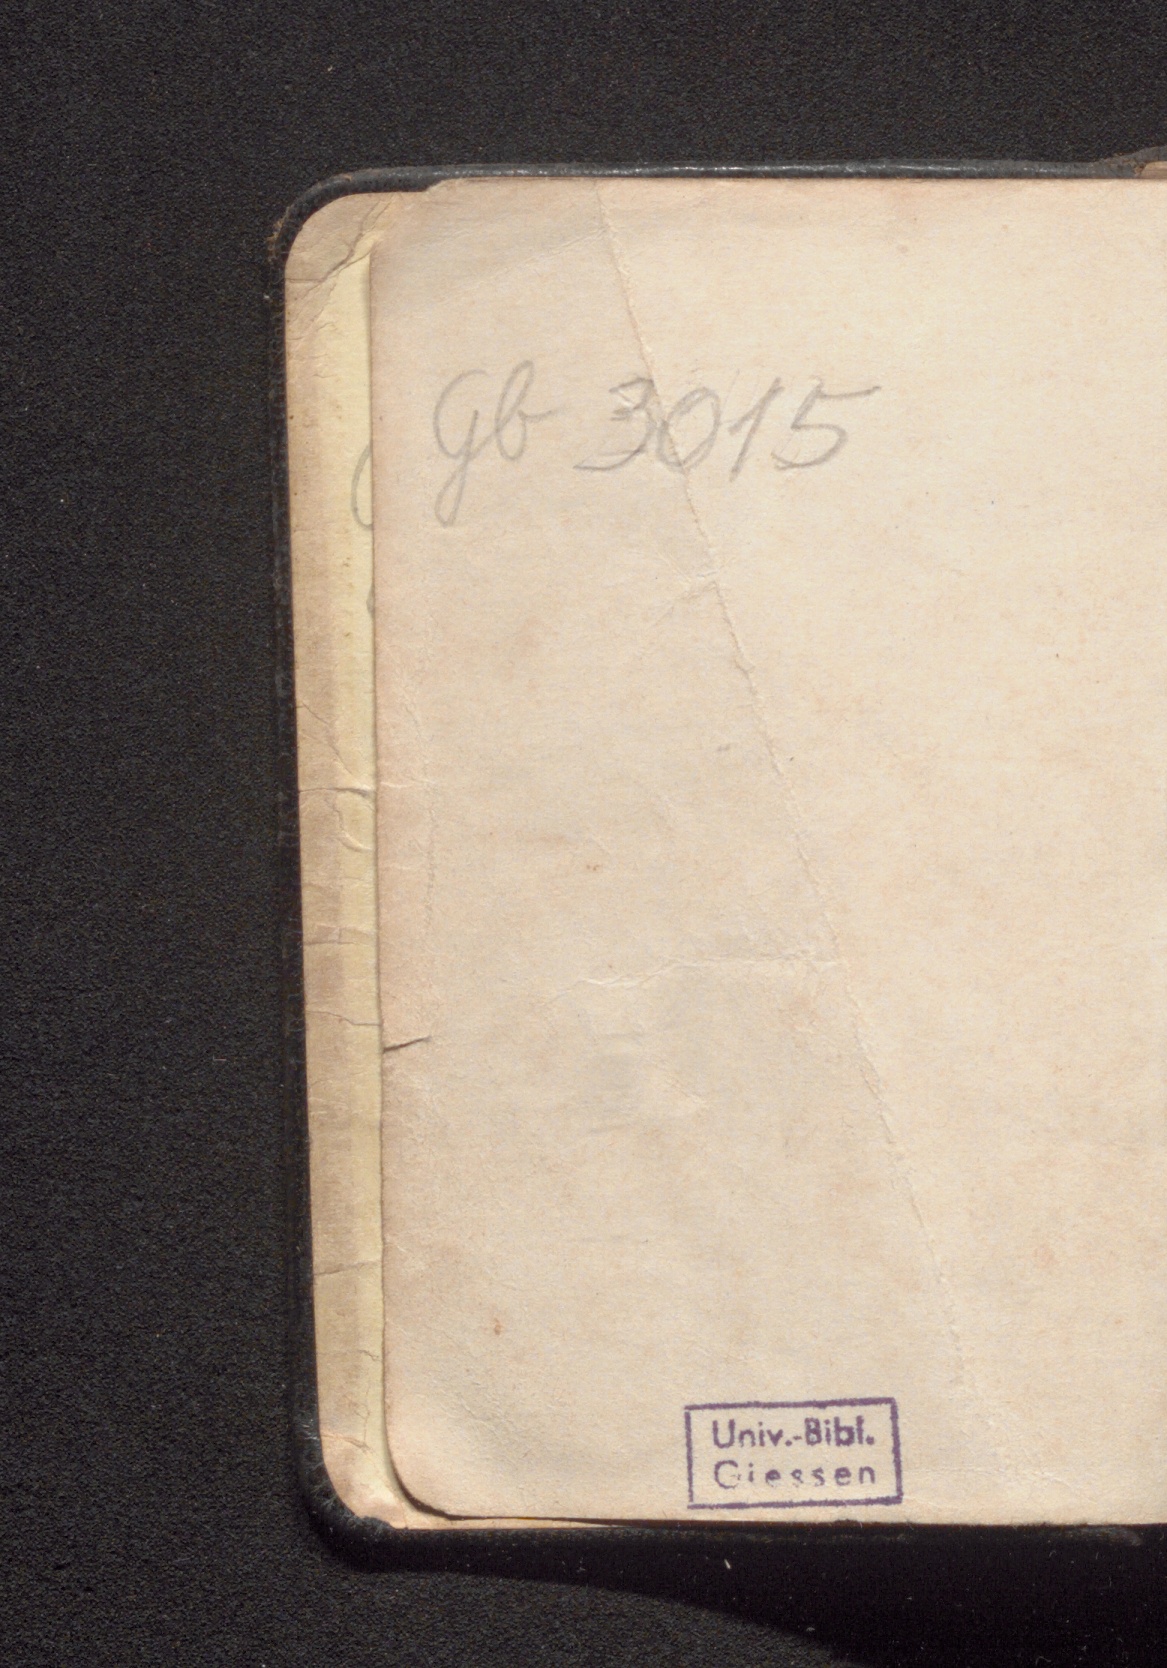 Gb 3015
Univ.-Bibl.
Giessen